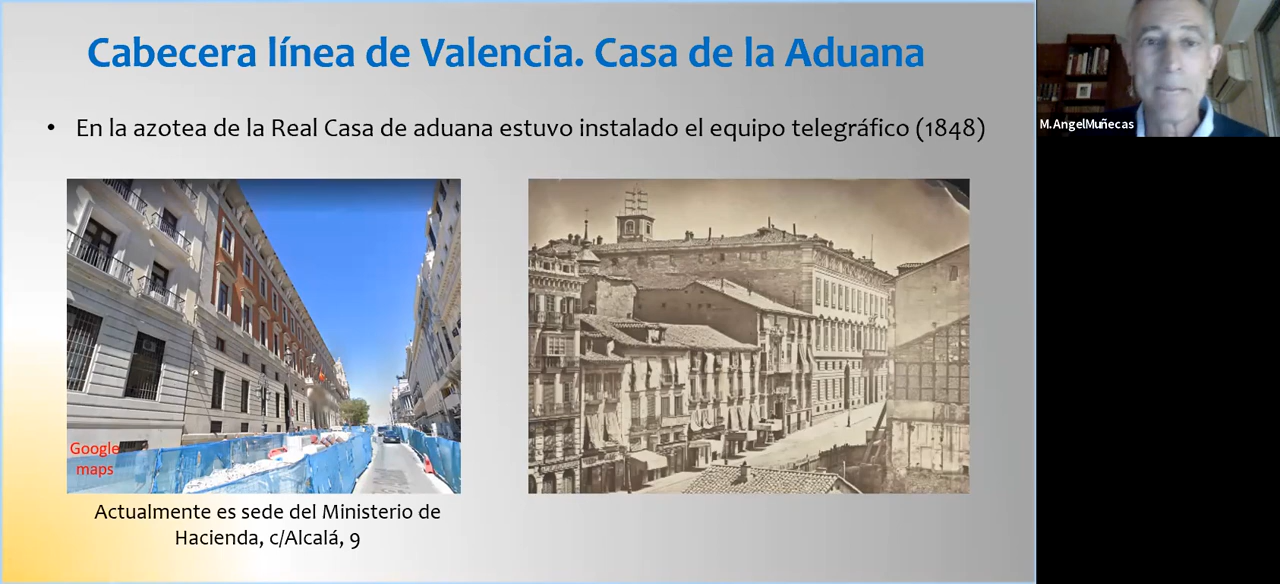 Cabecera línea de Valencia. Casa de la Aduana
• En la azotea de la Real Casa de aduana estuvo instalado el equipo telegráfico (1848)
Google
maps
Actualmente es sede del Ministerio de
Hacienda, c/Alcalá, 9
M.AngelMuñecas